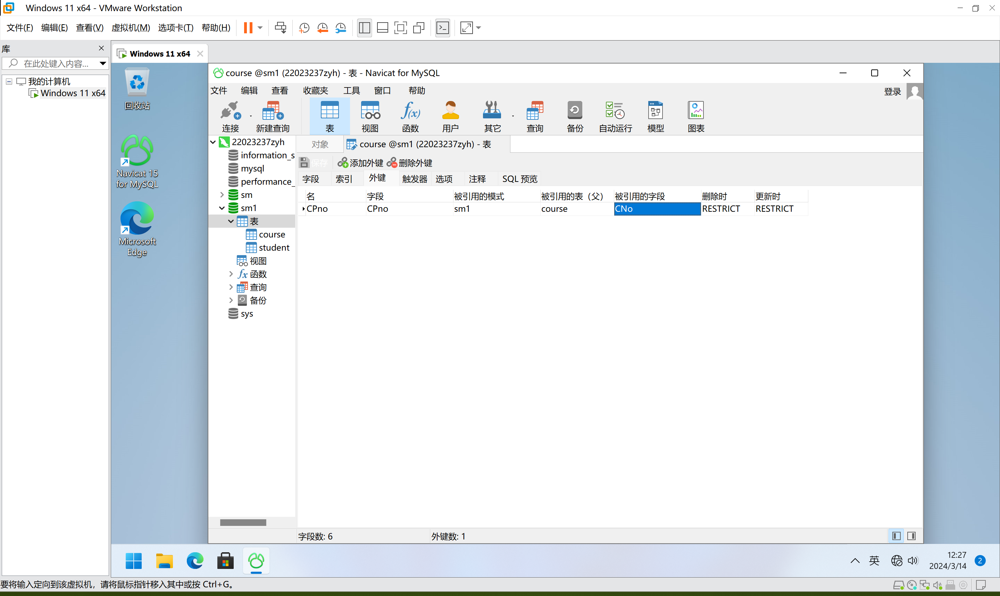 Windows 11 x64 - VMware Workstation
文件(F) 编辑(E) 查看(V) 虚拟机(M) 选项卡(T) 帮助(H)
库
在此处键入内容...
我的计算机
Windows 11 x64
Windows 11 x64
回收站
Navicat 15
for MySQL
Microsoft
Edge
course @sm1 (22023237zyh) - 表 - Navicat for MySQL
文件 编辑 查看 收藏夹 工具 窗口 帮助
登录
连接 新建查询 表 视图 函数 用户 其它 查询 备份 自动运行 模型 图表
22023237zyh
information_s
mysql
performance_
sm
sm1
表
course
student
视图
函数
查询
备份
sys
对象 course @sm1 (22023237zyh) - 表
保存 添加外键 删除外键
字段 索引 外键 触发器 选项 注释 SQL 预览
名 字段 被引用的模式 被引用的表（父） 被引用的字段 删除时 更新时
CPno CPno sm1 course CNo RESTRICT RESTRICT
字段数: 6 外键数: 1
英
12:27
2024/3/14
2
要将输入定向到该虚拟机，请将鼠标指针移入其中或按 Ctrl+G。